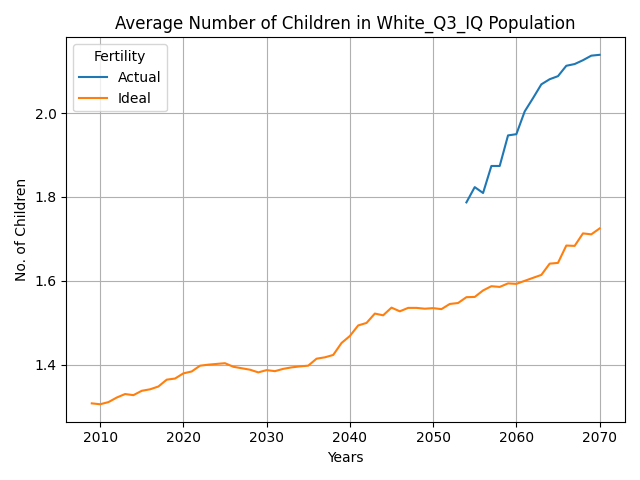 Average Number of Children in White_Q3_IQ Population
Fertility
Actual
Ideal
No. of Children
2.0
1.8
1.6
1.4
2010 2020 2030 2040 2050 2060 2070
Years